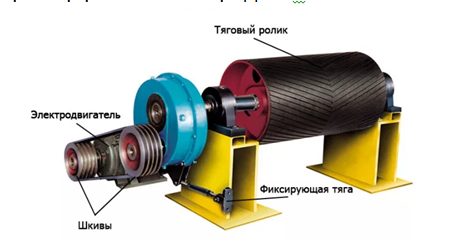 Тяговый ролик
Электродвигатель
Фиксирующая тяга
Шкивы